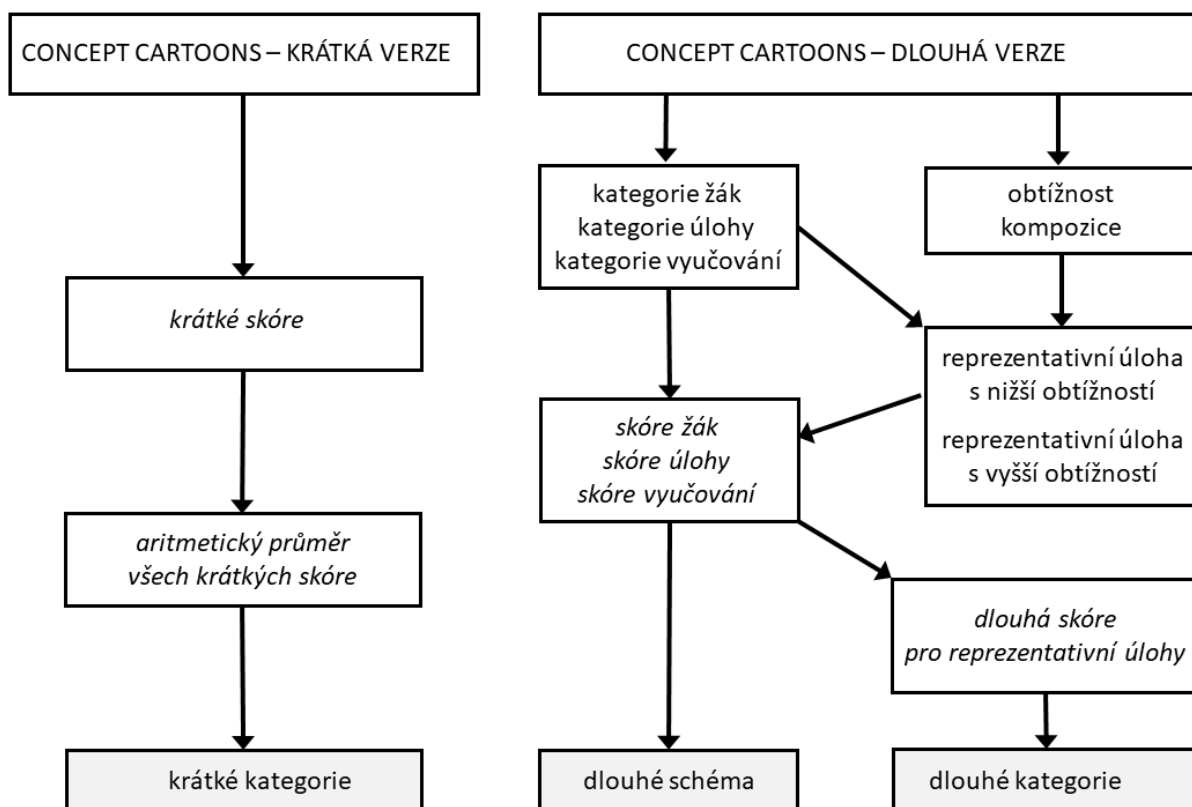 CONCEPT CARTOONS – KRÁTKÁ VERZE
krátké skóre
aritmetický průměr
všech krátkých skóre
krátké kategorie
CONCEPT CARTOONS – DLOUHÁ VERZE
kategorie žák
kategorie úlohy
kategorie vyučování
obtížnost
kompozice
reprezentativní úloha
s nižší obtížností
reprezentativní úloha
s vyšší obtížností
skóre žák
skóre úlohy
skóre vyučování
dlouhá skóre
pro reprezentativní úlohy
dlouhé schéma
dlouhé kategorie